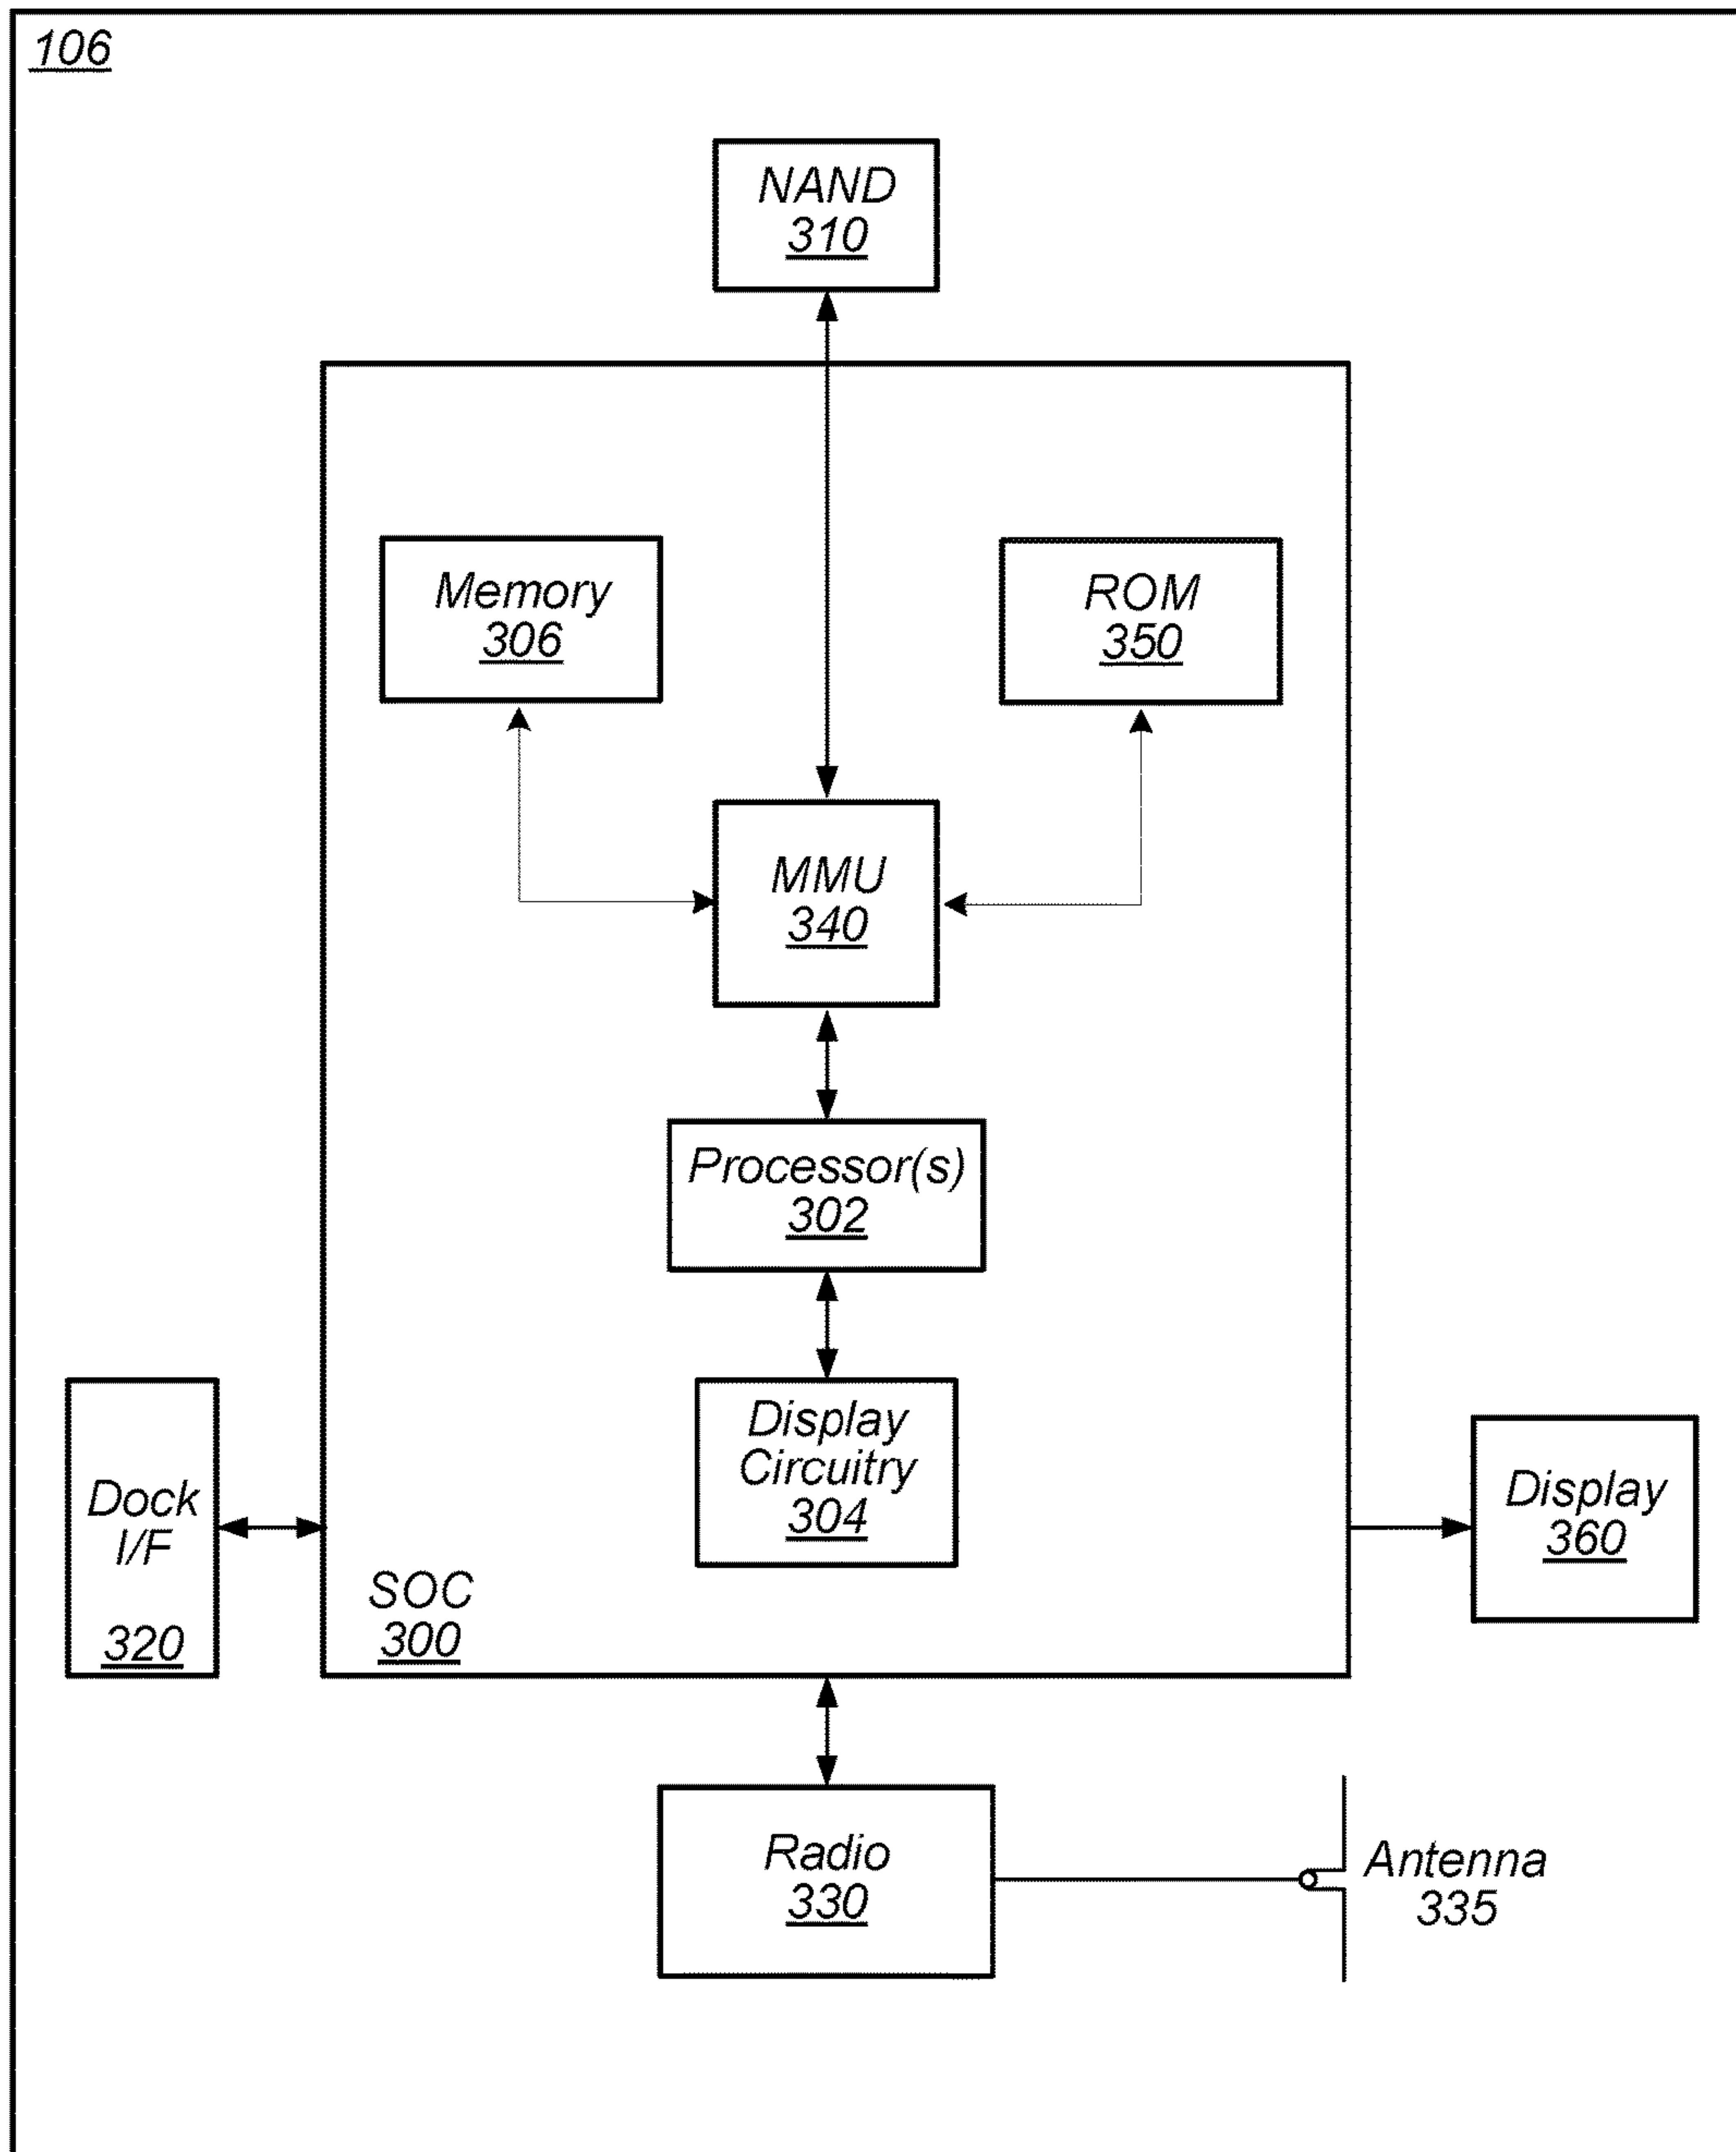 106
NAND
310
Memory
306
ROM
350
MMU
340
Processor(s)
302
Display
Circuitry
304
Dock
I/F
320
SOC
300
Display
360
Radio
330
Antenna
335